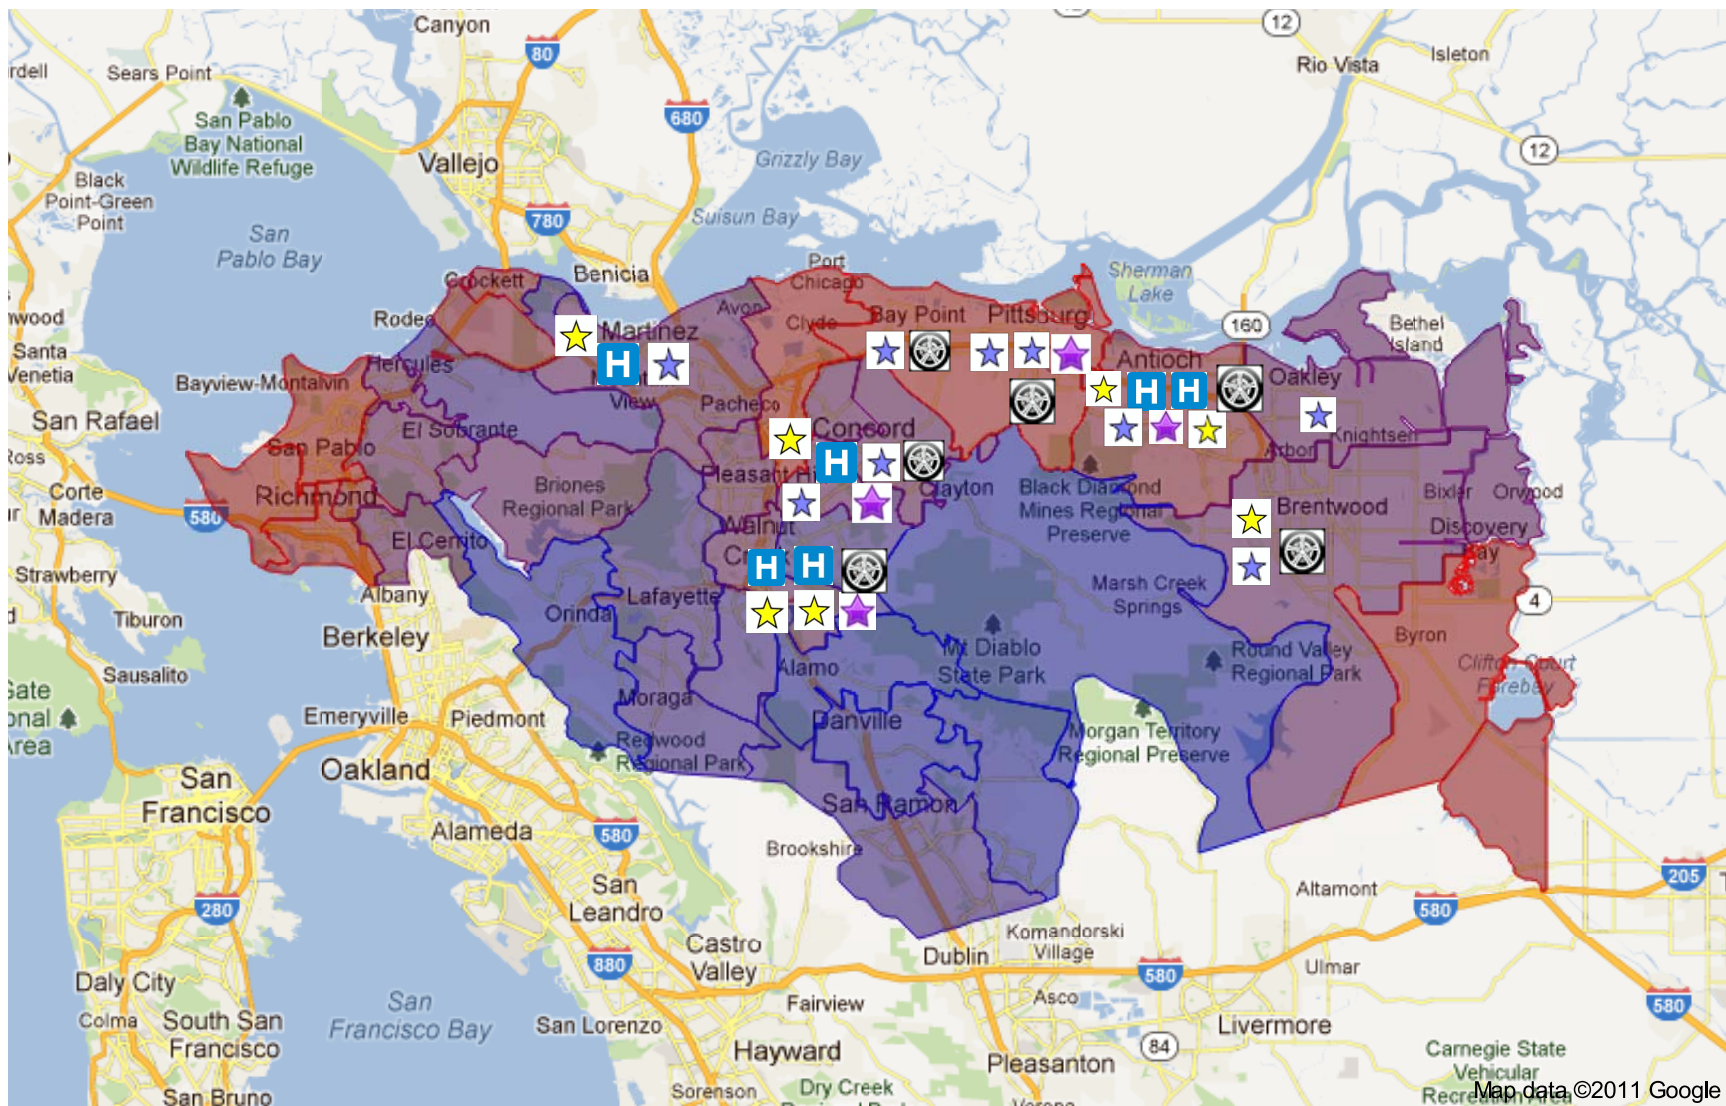 Canyon
80
12
Isleton
Rio Vista
Sears Point
San Pablo
Bay National
Wildlife Refuge
680
12
Vallejo
Grizzly Bay
Black
Point-Green
Point
780
Suisun Bay
San
Pablo Bay
Benicia
Port
Chicago
Sherman
Lake
Crockett
Avon
Rodeo
Martinez
Clyde
Bay Point
Pittsburg
160
Bethel
Island
Santa
Venetia
Hercules
H
Antioch
Bayview-Montalvin
View
Pacheco
H
H
Oakley
San Rafael
El Sobrante
Concord
Knightsen
San Pablo
H
Arbor
Ross
Corte
Madera
Richmond
Pleasant Hi
Briones
Regional Park
Clayton
Black Diamond
Mines Regional
Preserve
Bixler
Orwood
Brentwood
580
Walnut
Discovery
Bay
El Cerrito
H
H
Strawberry
Albany
Lafayette
Marsh Creek
Springs
4
Tiburon
Orinda
Berkeley
Byron
Sausalito
Mt Diablo
State Park
Round Valley
Regional Park
Clifton Court
Forebay
Alamo
Moraga
Emeryville
Piedmont
Danville
Morgan Territory
Regional Preserve
Redwood
Regional Park
Oakland
San
Francisco
San Ramon
Alameda
580
Brookshire
205
San
Leandro
Altamont
280
580
Castro
Valley
Komandorski
Village
Dublin
880
580
Ulmar
Daly City
Fairview
Asco
580
San
Francisco Bay
Colma
South San
Francisco
San Lorenzo
Livermore
Hayward
84
Pleasanton
Carnegie State
Vehicular
Recreation Area
San Bruno
Sorenson
Dry Creek
Map data ©2011 Google